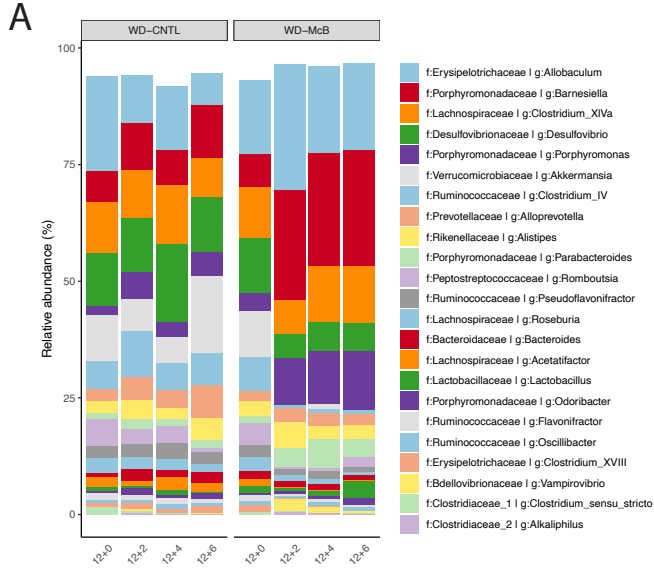 A
WD−CNTL
WD−McB
100
75
50
25
0
Relative abundance (%)
12+0
12+2
12+4
12+6
12+0
12+2
12+4
12+6
f:Erysipelotrichaceae | g:Allobaculum
f:Porphyromonadaceae | g:Barnesiella
f:Lachnospiraceae | g:Clostridium_XlVa
f:Desulfovibrionaceae | g:Desulfovibrio
f:Porphyromonadaceae | g:Porphyromonas
f:Verrucomicrobiaceae | g:Akkermansia
f:Ruminococcaceae | g:Clostridium_IV
f:Prevotellaceae | g:Alloprevotella
f:Rikenellaceae | g:Alistipes
f:Porphyromonadaceae | g:Parabacteroides
f:Peptostreptococcaceae | g:Romboutsia
f:Ruminococcaceae | g:Pseudoflavonifractor
f:Lachnospiraceae | g:Roseburia
f:Bacteroidaceae | g:Bacteroides
f:Lachnospiraceae | g:Acetatifactor
f:Lactobacillaceae | g:Lactobacillus
f:Porphyromonadaceae | g:Odoribacter
f:Ruminococcaceae | g:Flavonifractor
f:Ruminococcaceae | g:Oscillibacter
f:Erysipelotrichaceae | g:Clostridium_XVIII
f:Bdellovibrionaceae | g:Vampirovibrio
f:Clostridiaceae_1 | g:Clostridium_sensu_stricto
f:Clostridiaceae_2 | g:Alkaliphilus